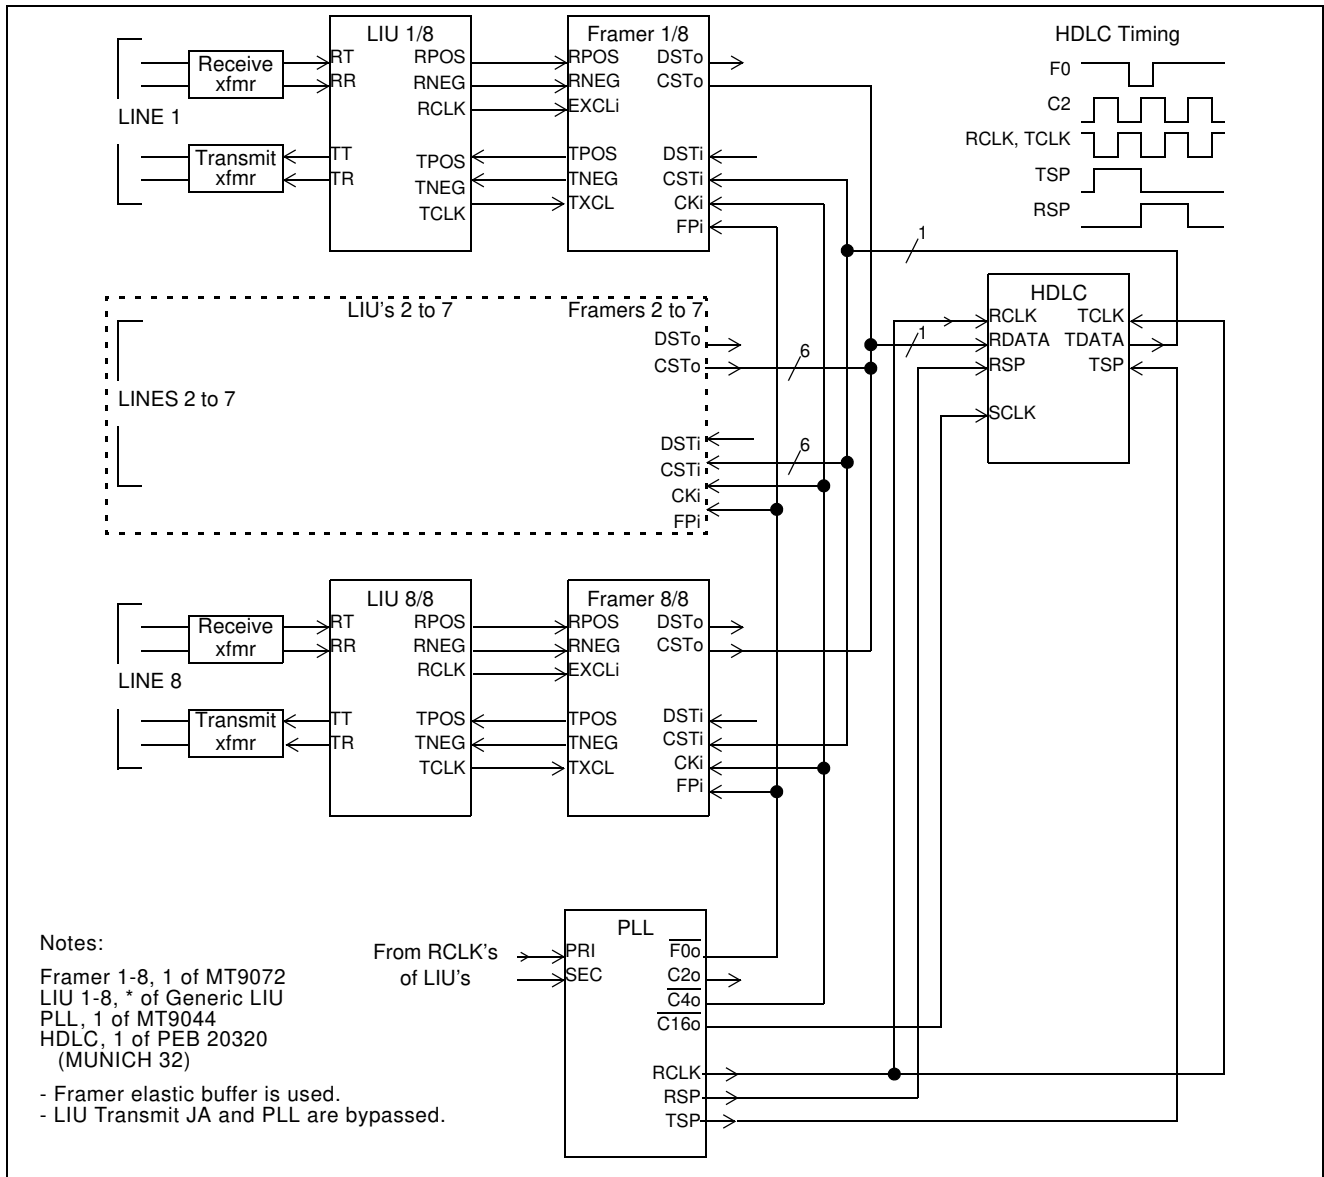 LIU 1/8
Framer 1/8
HDLC Timing
Receive
xfmr
RT
RR
RPOS
RNEG
RCLK
RPOS
RNEG
EXCLi
DSTo
CSTo
LINE 1
Transmit
xfmr
TT
TR
TPOS
TNEG
TCLK
TPOS
TNEG
TXCL
DSTi
CSTi
CKi
FPi
F0
C2
RCLK, TCLK
TSP
RSP
1
LIU's 2 to 7
Framers 2 to 7
DSTo
CSTo
6
LINES 2 to 7
DSTi
CSTi
CKi
FPi
6
HDLC
RCLK
RDATA
RSP
SCLK
TCLK
TDATA
TSP
1
LIU 8/8
Framer 8/8
Receive
xfmr
RT
RR
RPOS
RNEG
RCLK
RPOS
RNEG
EXCLi
DSTo
CSTo
LINE 8
Transmit
xfmr
TT
TR
TPOS
TNEG
TCLK
TPOS
TNEG
TXCL
DSTi
CSTi
CKi
FPi
PLL
From RCLK's
of LIU's
PRI
SEC
F0o
C2o
C4o
C16o
RCLK
RSP
TSP
Notes:
Framer 1-8, 1 of MT9072
LIU 1-8, * of Generic LIU
PLL, 1 of MT9044
HDLC, 1 of PEB 20320
(MUNICH 32)
- Framer elastic buffer is used.
- LIU Transmit JA and PLL are bypassed.